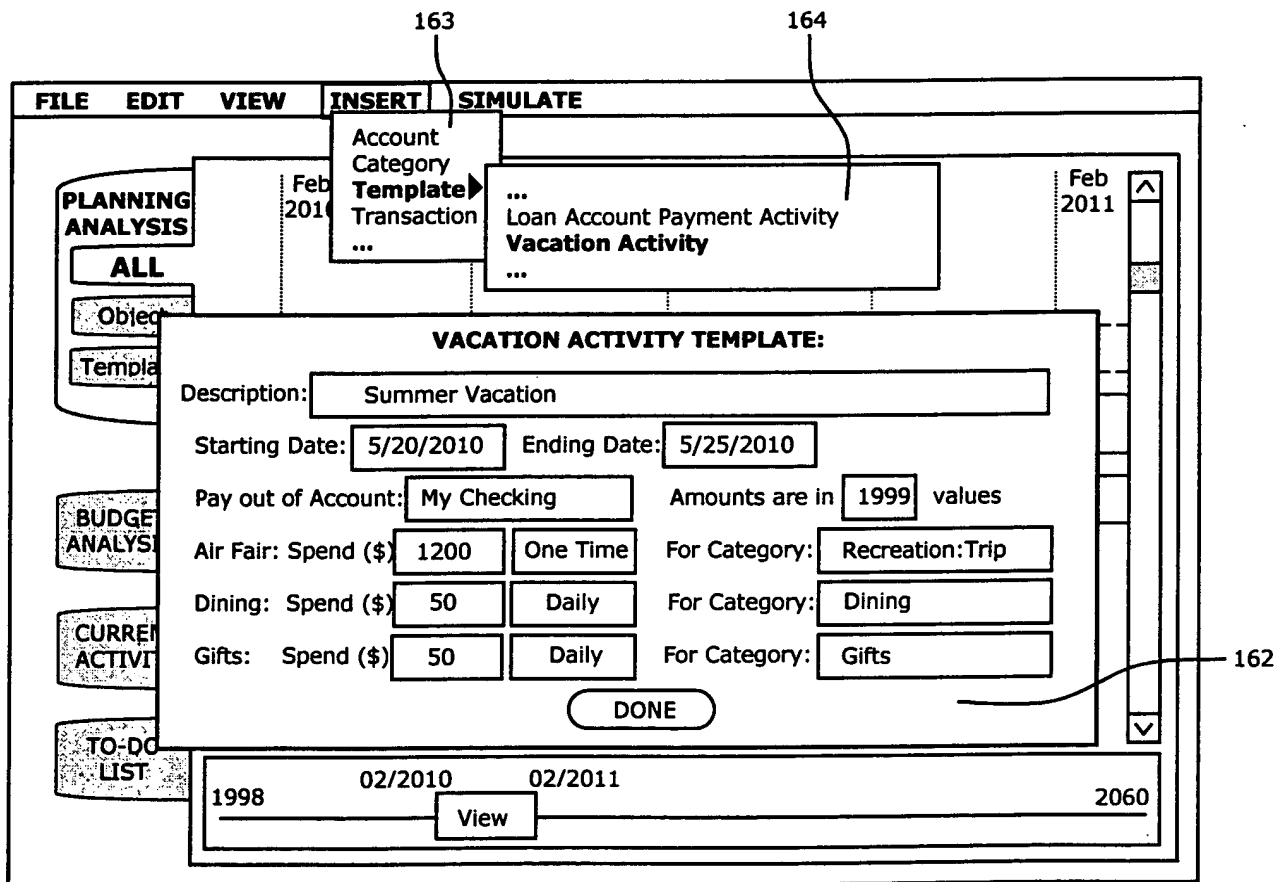 163 164
FILE EDIT VIEW INSERT SIMULATE
Account
Category
Template
Transaction
...
...
Loan Account Payment Activity
Vacation Activity
...
Feb
Feb
2011
PLANNING
ANALYSIS
ALL
VACATION ACTIVITY TEMPLATE:
Description: Summer Vacation
Starting Date: 5/20/2010 Ending Date: 5/25/2010
Pay out of Account: My Checking Amounts are in 1999 values
Air Fair: Spend ($) 1200 One Time For Category: Recreation:Trip
Dining: Spend ($) 50 Daily For Category: Dining
Gifts: Spend ($) 50 Daily For Category: Gifts
DONE
162
TO-DO
LIST
02/2010 02/2011
1998 View 2060